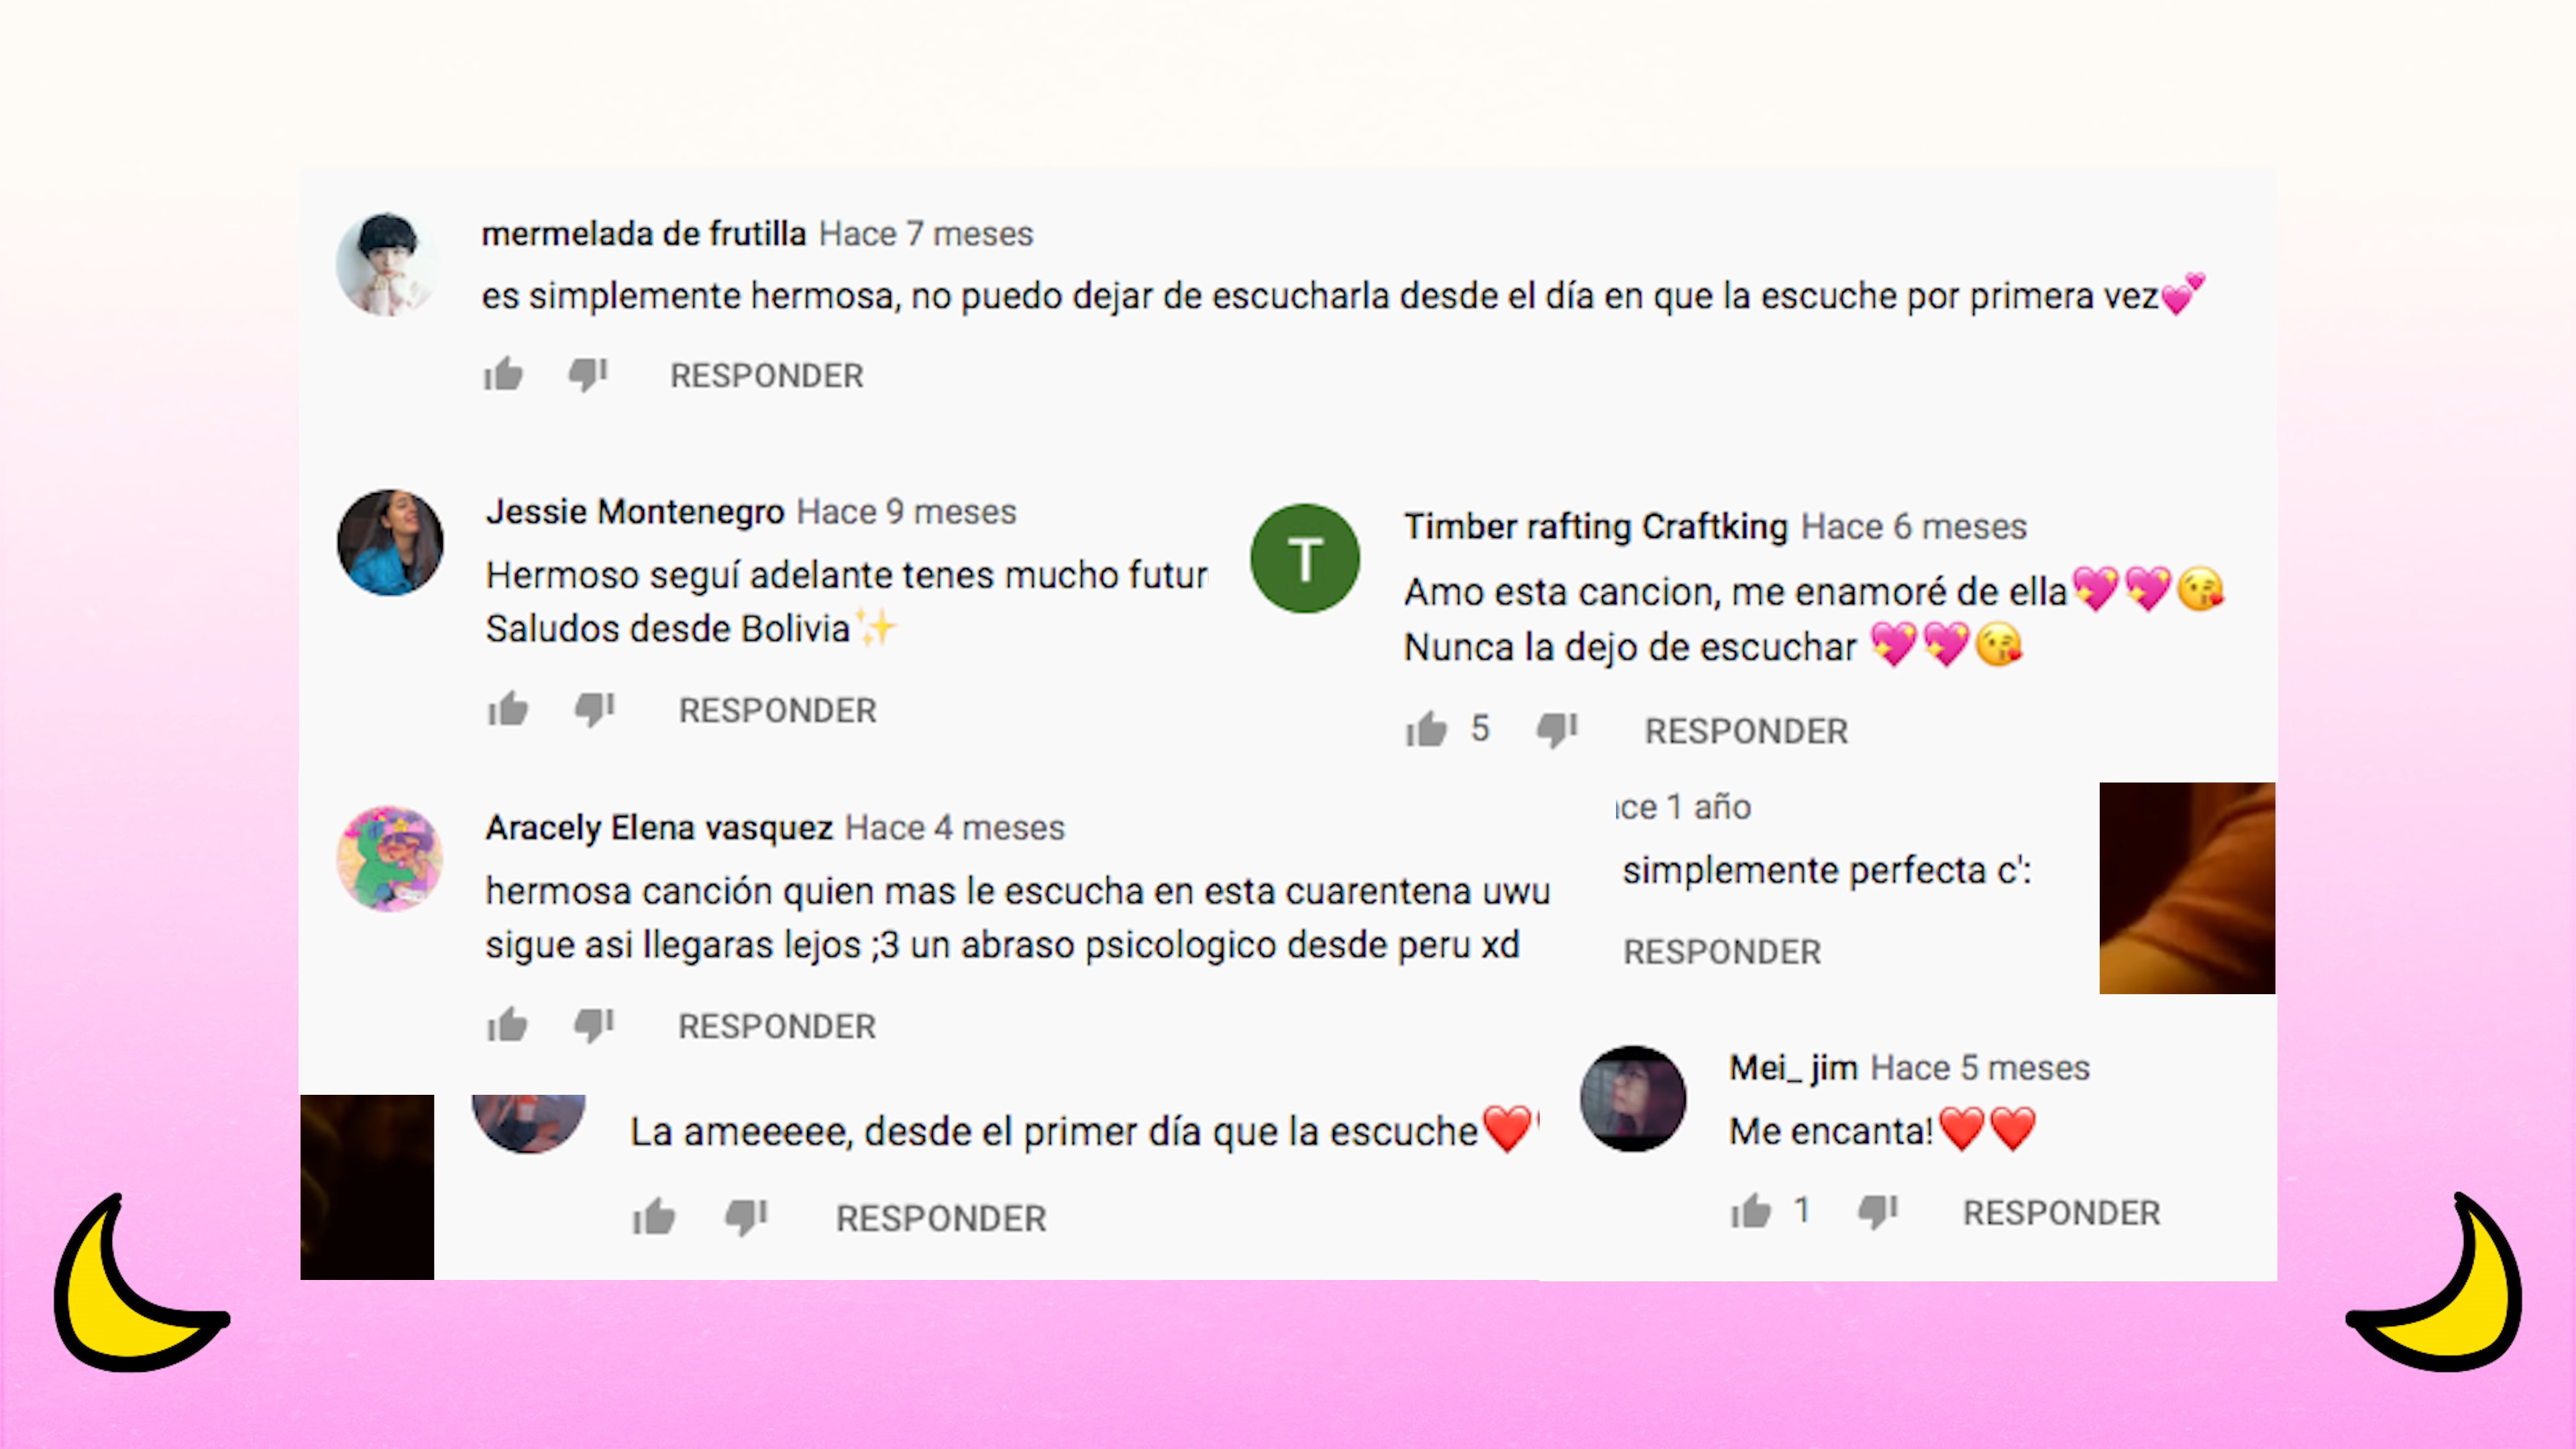 mermelada de frutilla Hace 7 meses
es simplemente hermosa, no puedo dejar de escucharla desde el día en que la escuche por primera vez💕
RESPONDER
Jessie Montenegro Hace 9 meses
Hermoso seguí adelante tenes mucho futur
Saludos desde Bolivia✨
RESPONDER
T
Timber rafting Craftking Hace 6 meses
Amo esta cancion, me enamoré de ella💖💖😘
Nunca la dejo de escuchar 💖💖😘
5 RESPONDER
Aracely Elena vasquez Hace 4 meses
hermosa canción quien mas le escucha en esta cuarentena uwu
sigue asi llegaras lejos ;3 un abraso psicologico desde peru xd
RESPONDER
ce 1 año
simplemente perfecta c':
RESPONDER
La ameeeee, desde el primer día que la escuche❤️
RESPONDER
Mei_ jim Hace 5 meses
Me encanta!❤️❤️
1 RESPONDER